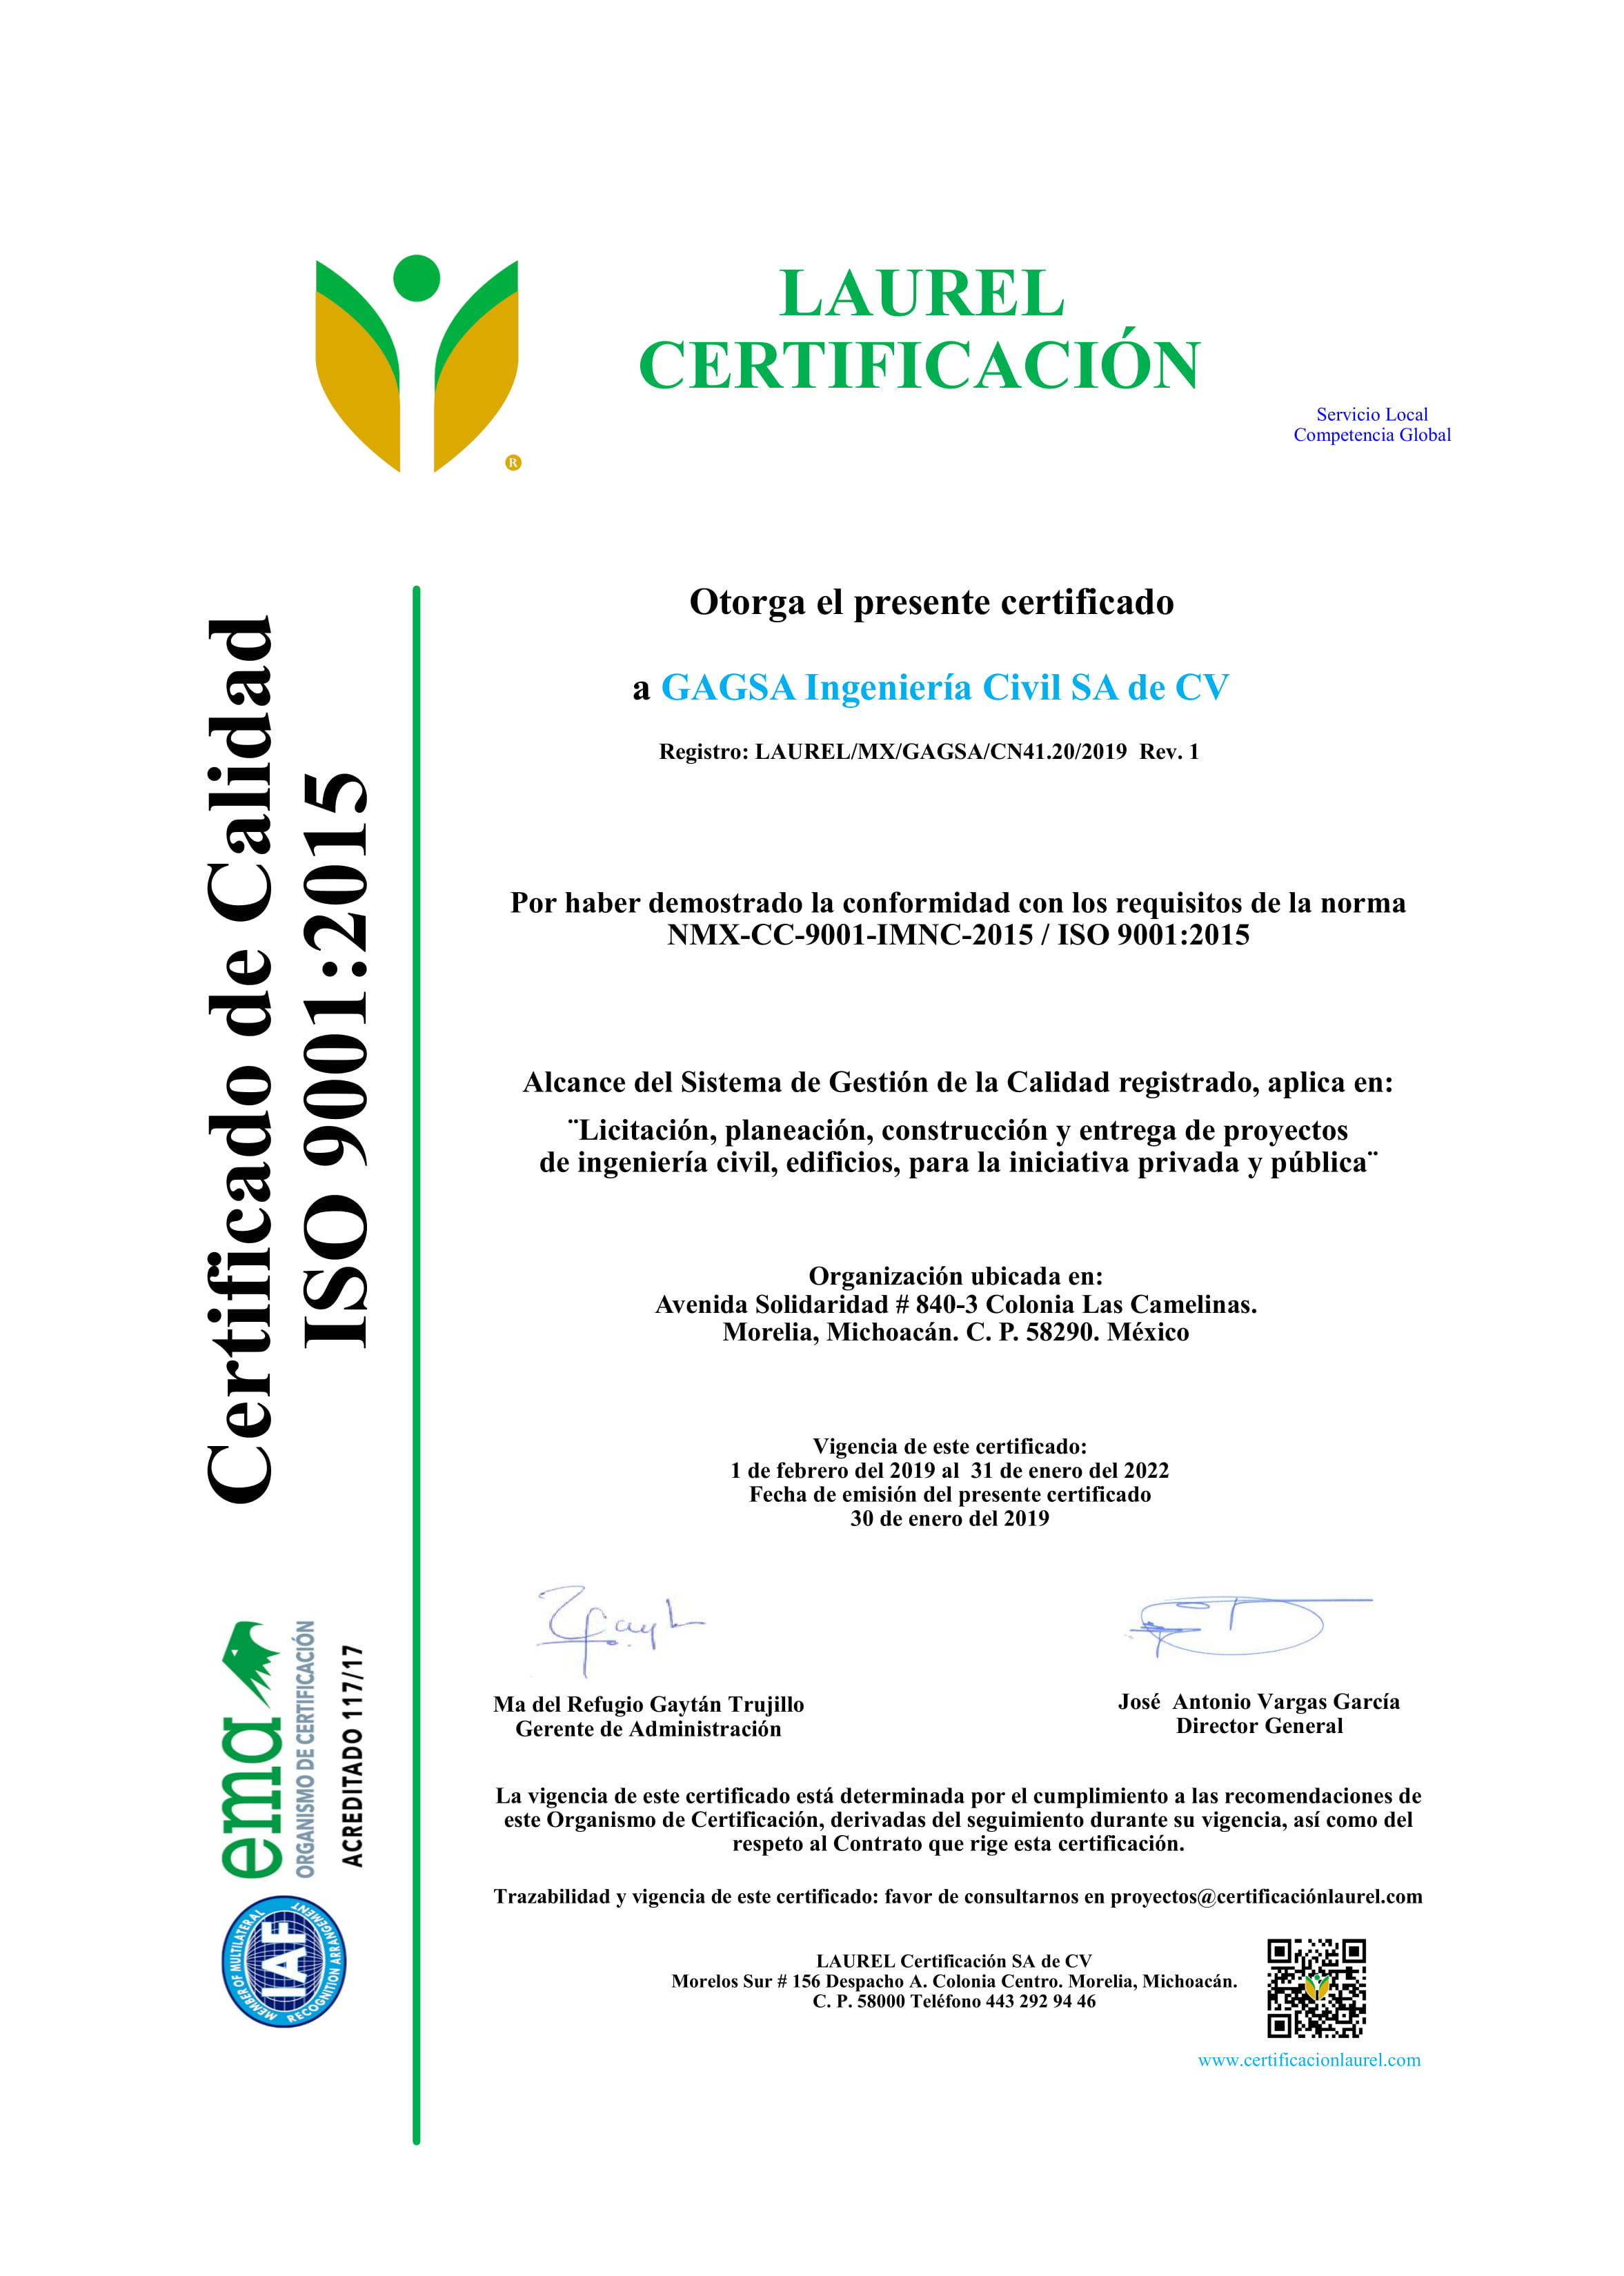 LAUREL
CERTIFICACIÓN
Servicio Local
Competencia Global
®
Certificado de Calidad
ISO 9001:2015
Otorga el presente certificado
a GAGSA Ingeniería Civil SA de CV
Registro: LAUREL/MX/GAGSA/CN41.20/2019 Rev. 1
Por haber demostrado la conformidad con los requisitos de la norma
NMX-CC-9001-IMNC-2015 / ISO 9001:2015
Alcance del Sistema de Gestión de la Calidad registrado, aplica en:
¨Licitación, planeación, construcción y entrega de proyectos
de ingeniería civil, edificios, para la iniciativa privada y pública¨
Organización ubicada en:
Avenida Solidaridad # 840-3 Colonia Las Camelinas.
Morelia, Michoacán. C. P. 58290. México
Vigencia de este certificado:
1 de febrero del 2019 al 31 de enero del 2022
Fecha de emisión del presente certificado
30 de enero del 2019
Ma del Refugio Gaytán Trujillo
Gerente de Administración
José Antonio Vargas García
Director General
La vigencia de este certificado está determinada por el cumplimiento a las recomendaciones de
este Organismo de Certificación, derivadas del seguimiento durante su vigencia, así como del
respeto al Contrato que rige esta certificación.
Trazabilidad y vigencia de este certificado: favor de consultarnos en proyectos@certificaciónlaurel.com
LAUREL Certificación SA de CV
Morelos Sur # 156 Despacho A. Colonia Centro. Morelia, Michoacán.
C. P. 58000 Teléfono 443 292 94 46
www.certificacionlaurel.com
ema
ORGANISMO DE CERTIFICACIÓN
ACREDITADO 117/17
MEMBER OF MULTILATERAL
RECOGNITION ARRANGEMENT
IAF